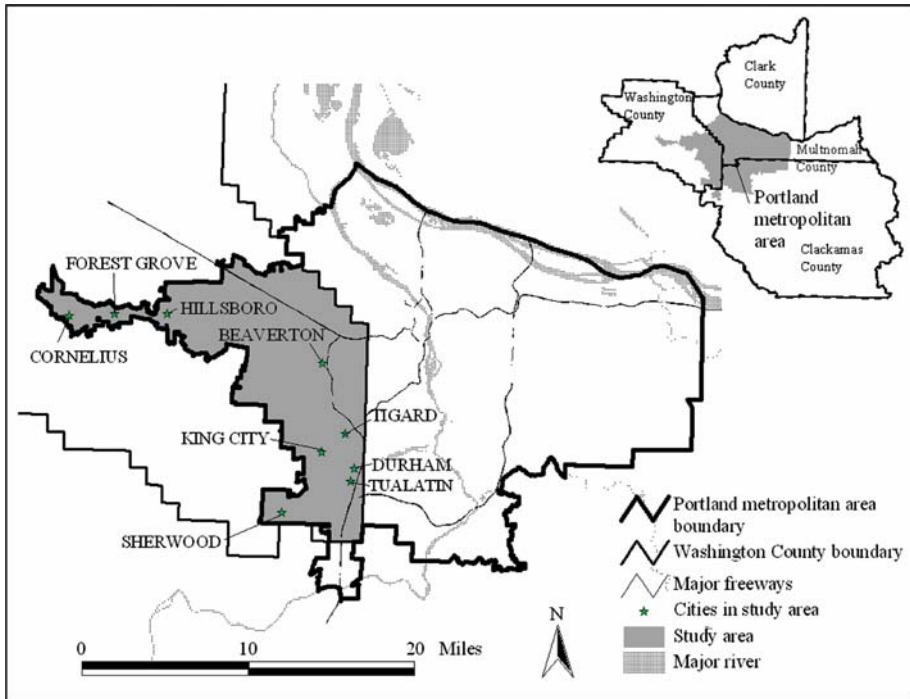 Clark
County
Washington
County
Multnomah
County
Portland
metropolitan
area
Clackamas
County
FOREST GROVE
HILLSBORO
BEAVERTON
CORNELIUS
TIGARD
KING CITY
DURHAM
TUALATIN
SHERWOOD
Portland metropolitan area
boundary
Washington County boundary
Major freeways
Cities in study area
Study area
Major river
N
0 10 20 Miles